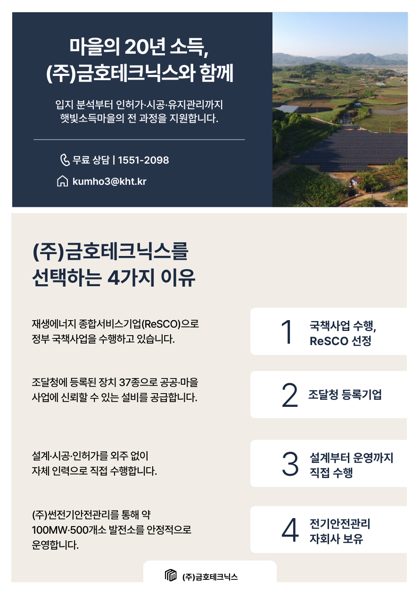 마을의 20년 소득,
(주)금호테크닉스와 함께
입지 분석부터 인허가·시공·유지관리까지
햇빛소득마을의 전 과정을 지원합니다.
무료 상담 | 1551-2098
kumho3@kht.kr
(주)금호테크닉스를
선택하는 4가지 이유
재생에너지 종합서비스기업(ReSCO)으로
정부 국책사업을 수행하고 있습니다.
1 국책사업 수행,
ReSCO 선정
조달청에 등록된 장치 37종으로 공공·마을
사업에 신뢰할 수 있는 설비를 공급합니다.
2 조달청 등록기업
설계·시공·인허가를 외주 없이
자체 인력으로 직접 수행합니다.
3 설계부터 운영까지
직접 수행
(주)썬전기안전관리를 통해 약
100MW·500개소 발전소를 안정적으로
운영합니다.
4 전기안전관리
자회사 보유
(주)금호테크닉스